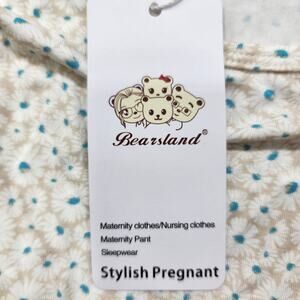 Bearsland®
Maternity clothes/Nursing clothes
Maternity Pant
Sleepwear
Stylish Pregnant